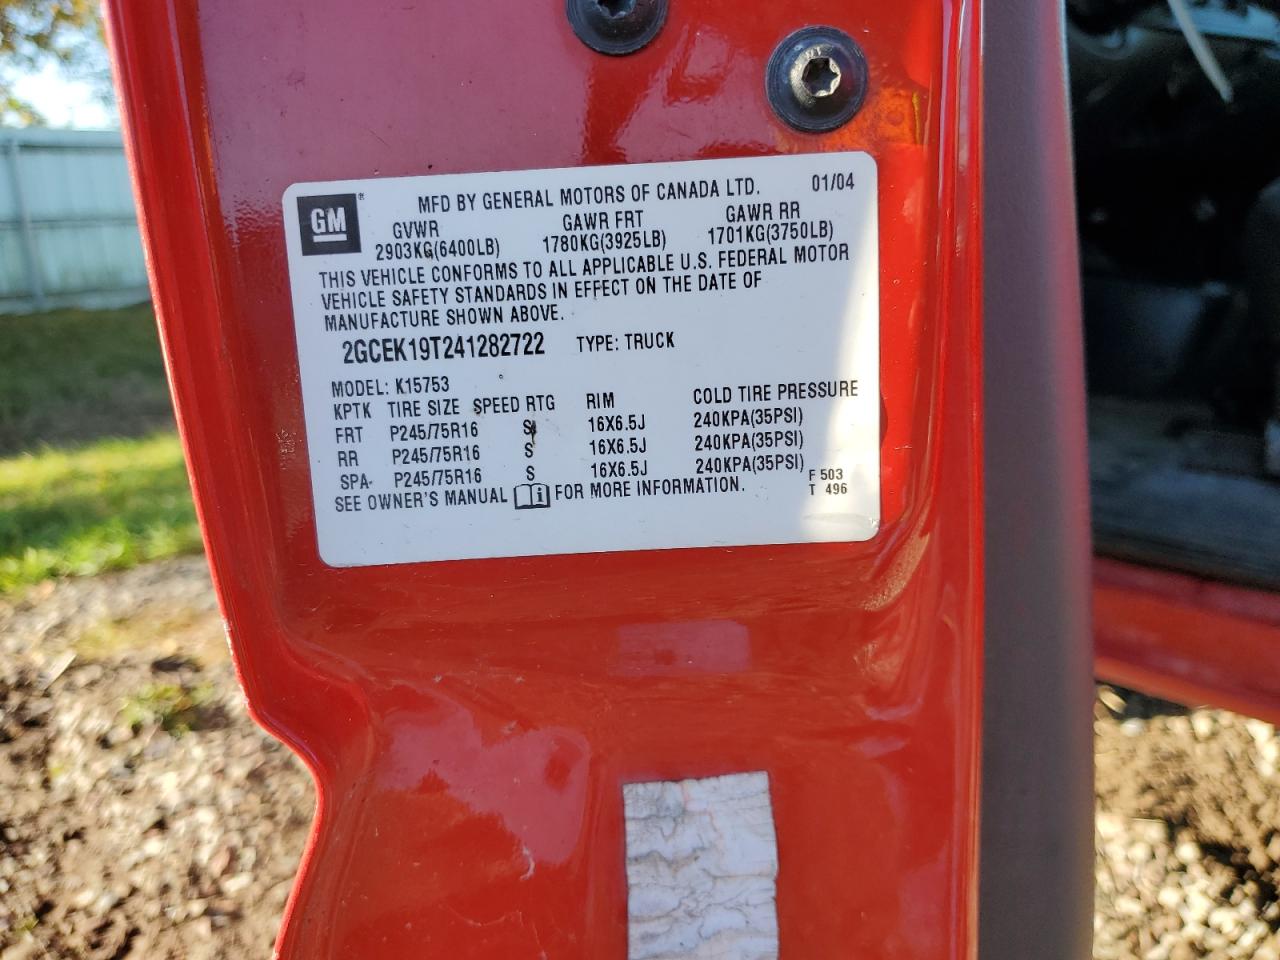 GM ® MFD BY GENERAL MOTORS OF CANADA LTD. 01/04
GVWR GAWR FRT GAWR RR
2903KG(6400LB) 1780KG(3925LB) 1701KG(3750LB)
THIS VEHICLE CONFORMS TO ALL APPLICABLE U.S. FEDERAL MOTOR
VEHICLE SAFETY STANDARDS IN EFFECT ON THE DATE OF
MANUFACTURE SHOWN ABOVE.
2GCEK19T241282722 TYPE: TRUCK
MODEL: K15753
KPTK TIRE SIZE SPEED RTG RIM COLD TIRE PRESSURE
FRT P245/75R16 S 16X6.5J 240KPA(35PSI)
RR P245/75R16 S 16X6.5J 240KPA(35PSI)
SPA P245/75R16 S 16X6.5J 240KPA(35PSI)
SEE OWNER'S MANUAL i FOR MORE INFORMATION.
F 503
T 496